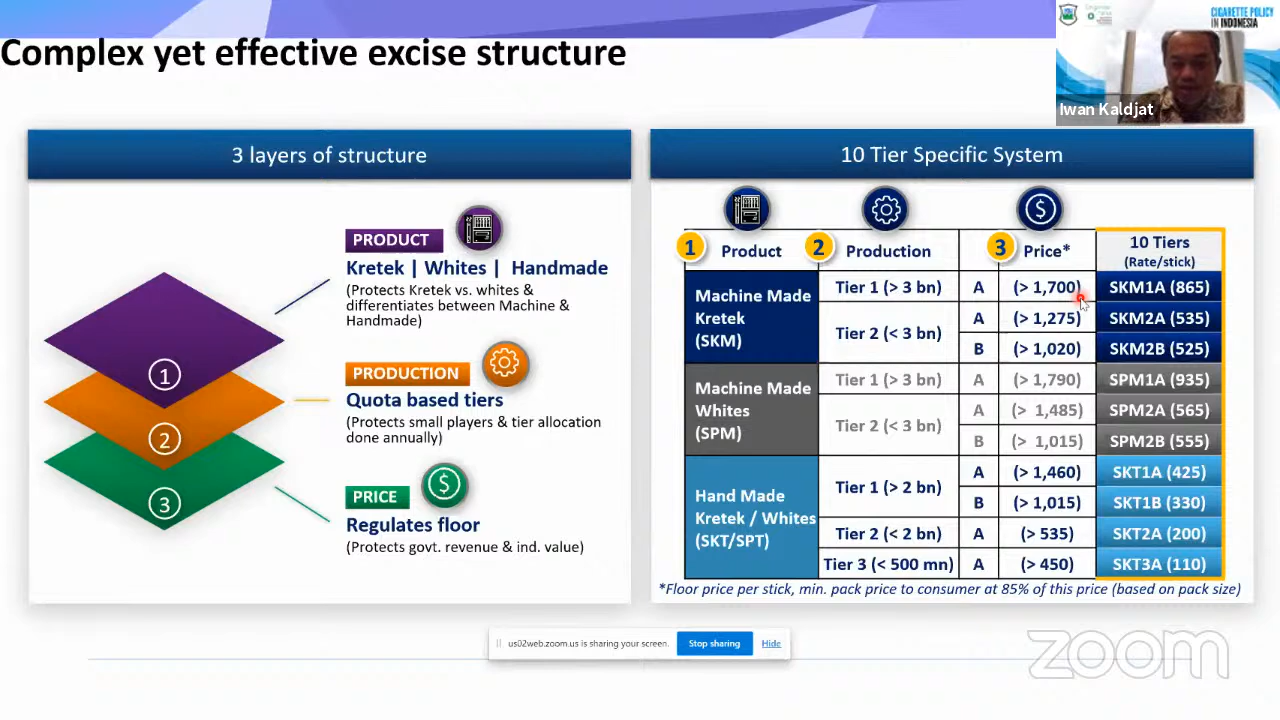 Complex yet effective excise structure
CIGARETTE POLICY
IN INDONESIA
Iwan Kaldjat
3 layers of structure
PRODUCT
Kretek | Whites | Handmade
(Protects Kretek vs. whites &
differentiates between Machine &
Handmade)
PRODUCTION
Quota based tiers
(Protects small players & tier allocation
done annually)
PRICE
Regulates floor
(Protects govt. revenue & ind. value)
1
2
3
10 Tier Specific System
1 Product 2 Production 3 Price* 10 Tiers
(Rate/stick)
Machine Made
Kretek
(SKM)
Tier 1 (> 3 bn) A (> 1,700) SKM1A (865)
Tier 2 (< 3 bn) A (> 1,275) SKM2A (535)
B (> 1,020) SKM2B (525)
Machine Made
Whites
(SPM)
Tier 1 (> 3 bn) A (> 1,790) SPM1A (935)
Tier 2 (< 3 bn) A (> 1,485) SPM2A (565)
B (> 1,015) SPM2B (555)
Hand Made
Kretek / Whites
(SKT/SPT)
Tier 1 (> 2 bn) A (> 1,460) SKT1A (425)
B (> 1,015) SKT1B (330)
Tier 2 (< 2 bn) A (> 535) SKT2A (200)
Tier 3 (< 500 mn) A (> 450) SKT3A (110)
*Floor price per stick, min. pack price to consumer at 85% of this price (based on pack size)
us02web.zoom.us is sharing your screen. Stop sharing Hide
zoom